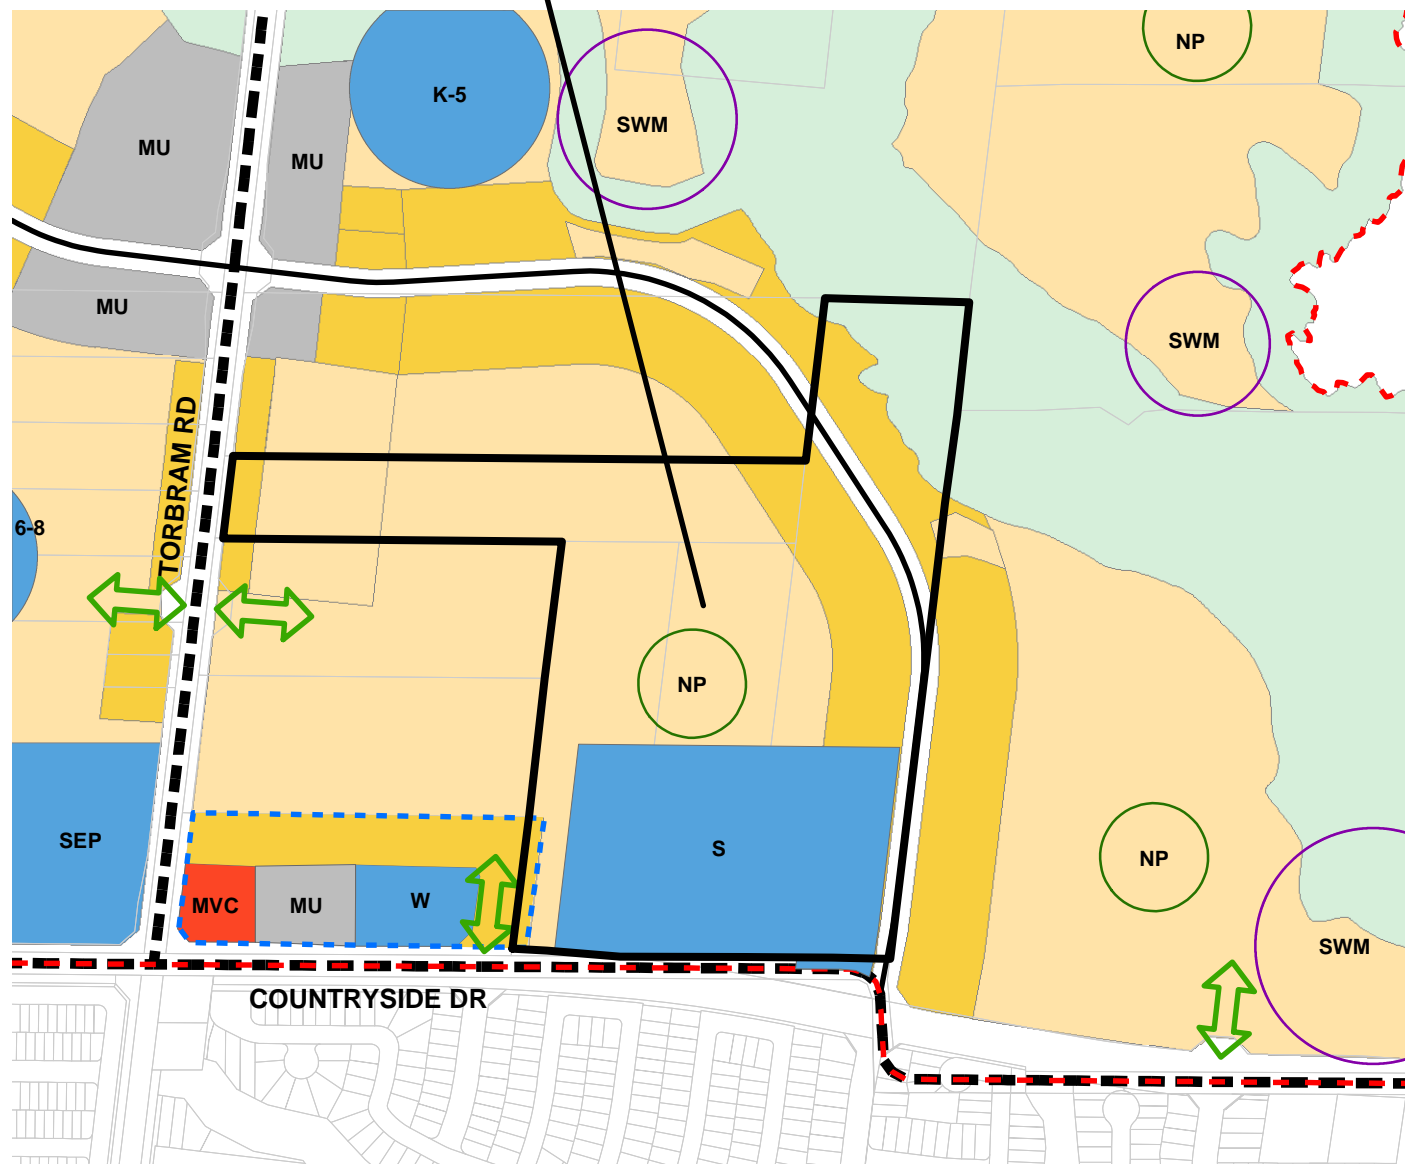 NP
K-5
SWM
MU
MU
MU
SWM
TORBRAM RD
6-8
NP
SEP
S
NP
MVC
MU
W
SWM
COUNTRYSIDE DR